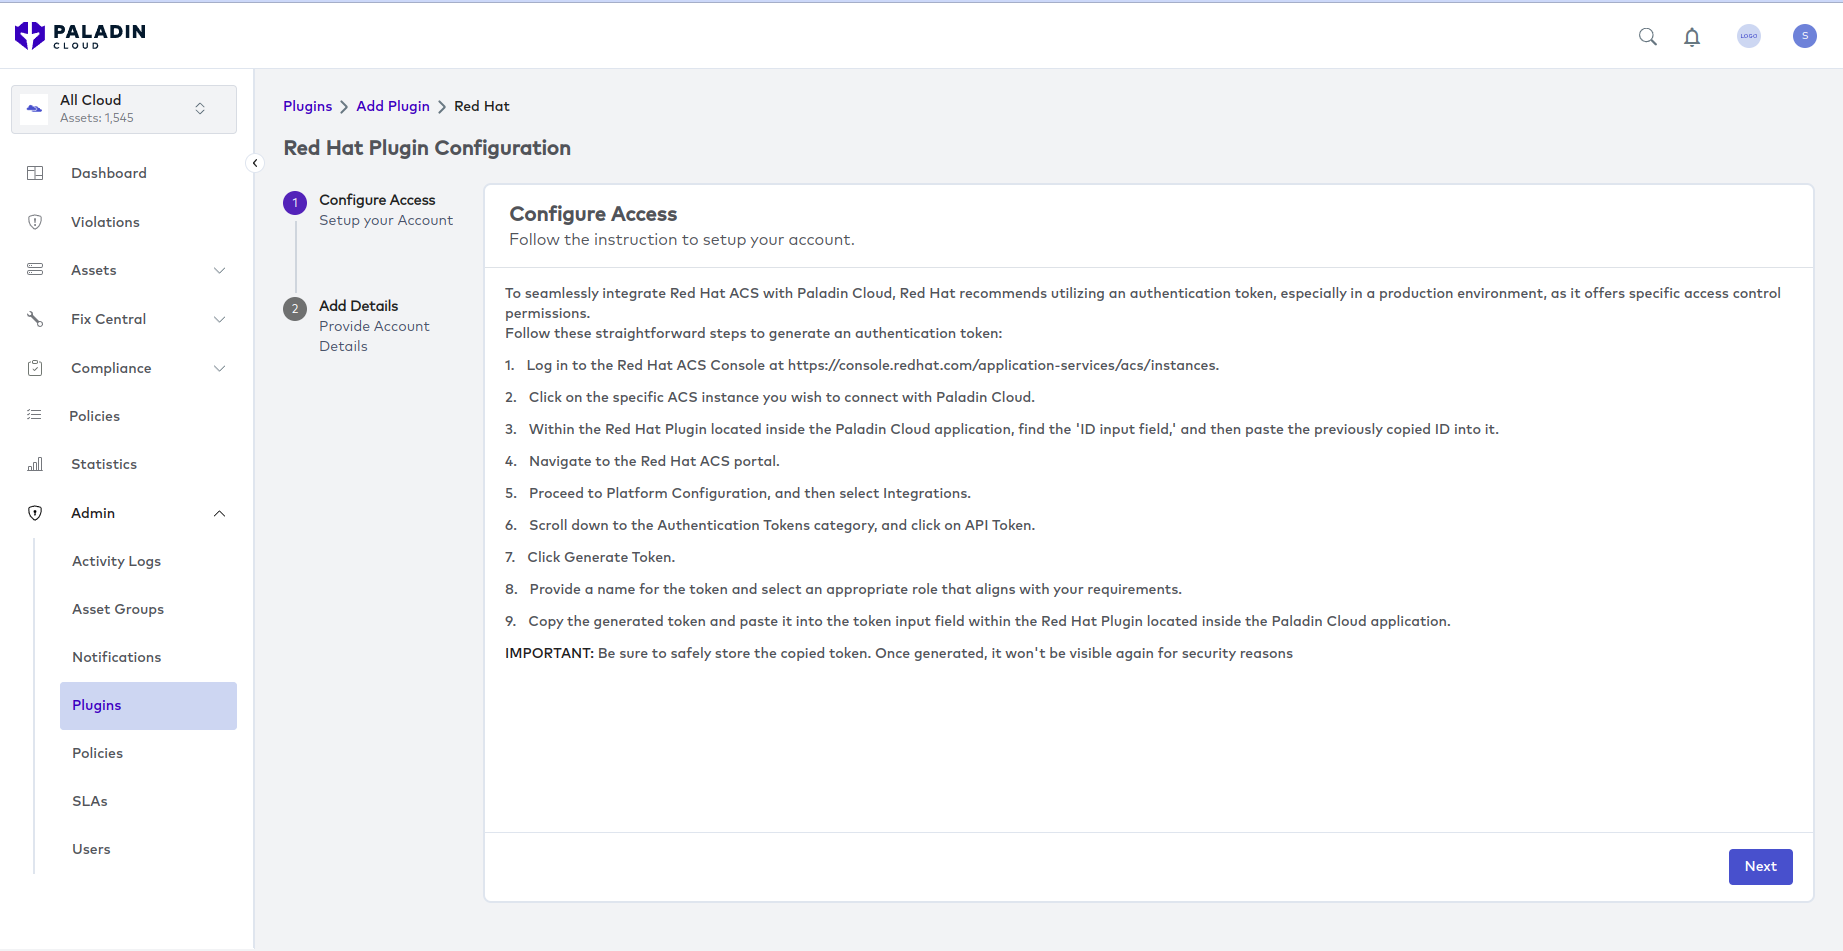 PALADIN
CLOUD
LOGO
S
All Cloud
Assets: 1,545
Dashboard
Violations
Assets
Fix Central
Compliance
Policies
Statistics
Admin
Activity Logs
Asset Groups
Notifications
Plugins
Policies
SLAs
Users
Plugins > Add Plugin > Red Hat
Red Hat Plugin Configuration
1 Configure Access
Setup your Account
2 Add Details
Provide Account
Details
Configure Access
Follow the instruction to setup your account.
To seamlessly integrate Red Hat ACS with Paladin Cloud, Red Hat recommends utilizing an authentication token, especially in a production environment, as it offers specific access control
permissions.
Follow these straightforward steps to generate an authentication token:
1. Log in to the Red Hat ACS Console at https://console.redhat.com/application-services/acs/instances.
2. Click on the specific ACS instance you wish to connect with Paladin Cloud.
3. Within the Red Hat Plugin located inside the Paladin Cloud application, find the 'ID input field,' and then paste the previously copied ID into it.
4. Navigate to the Red Hat ACS portal.
5. Proceed to Platform Configuration, and then select Integrations.
6. Scroll down to the Authentication Tokens category, and click on API Token.
7. Click Generate Token.
8. Provide a name for the token and select an appropriate role that aligns with your requirements.
9. Copy the generated token and paste it into the token input field within the Red Hat Plugin located inside the Paladin Cloud application.
IMPORTANT: Be sure to safely store the copied token. Once generated, it won't be visible again for security reasons
Next